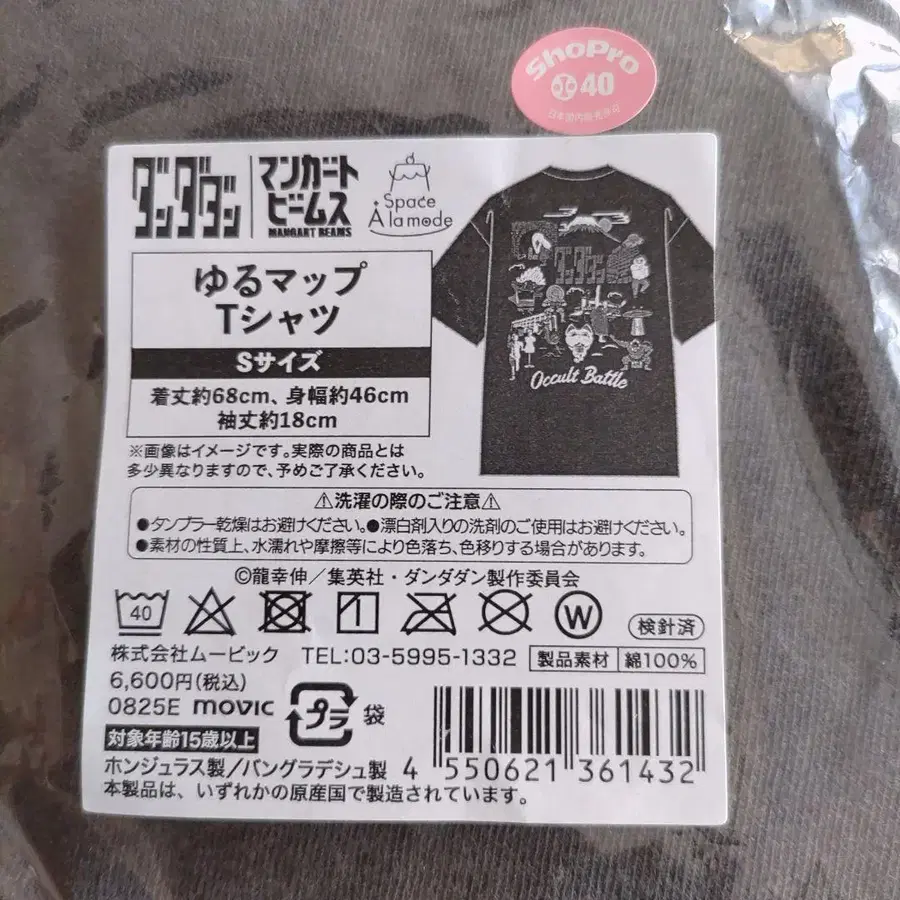 ShoPro
40
日本国内販売商品
ダンダダン
マンガート
ビームス
MANGART BEAMS
Space
À la mode
ゆるマップ
Tシャツ
Sサイズ
着丈約68cm、身幅約46cm
袖丈約18cm
※画像はイメージです。実際の商品とは
多少異なりますので、予めご了承ください。
ダンダダン
Occult Battle
⚠洗濯の際のご注意⚠
●タンブラー乾燥はお避けください。●漂白剤入りの洗剤のご使用はお避けください。
●素材の性質上、水濡れや摩擦等により色落ち、色移りする場合があります。
©龍幸伸／集英社・ダンダダン製作委員会
40
W
検針済
株式会社ムービック TEL:03-5995-1332 製品素材 綿100%
6,600円(税込)
0825E movic プラ 袋
対象年齢15歳以上
ホンジュラス製/バングラデシュ製
本製品は、いずれかの原産国で製造されています。
4 550621 361432